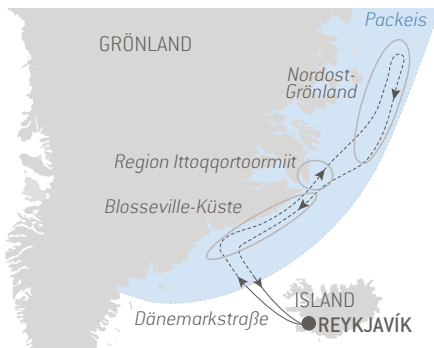 Packeis
GRÖNLAND
Nordost-
Grönland
Region Ittoqqortoormiit
Blosseville-Küste
ISLAND
Dänemarkstraße
REYKJAVÍK